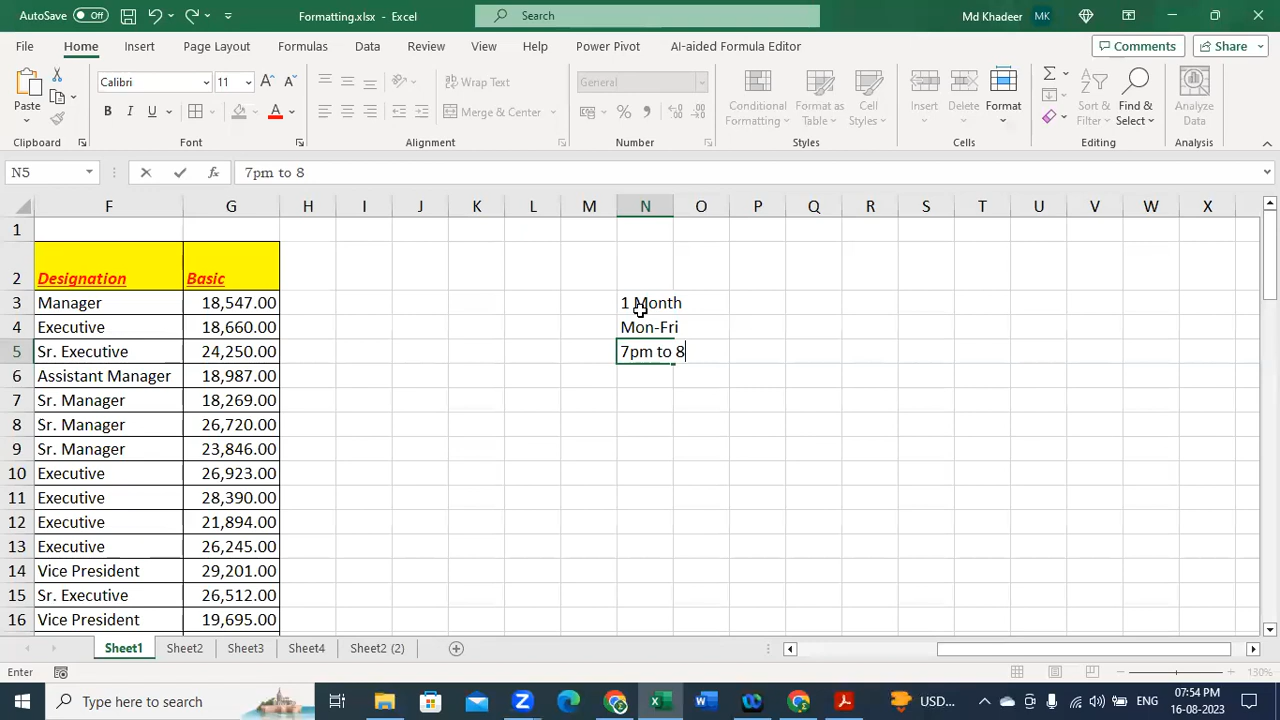 AutoSave Off Formatting.xlsx - Excel Search Md Khadeer MK
File Home Insert Page Layout Formulas Data Review View Help Power Pivot AI-aided Formula Editor Comments Share
Paste Calibri 11 A A Wrap Text General Conditional Formatting Format as Table Cell Styles Insert Delete Format Sort & Filter Find & Select Analyze Data
B I U A Merge & Center % 
Clipboard Font Alignment Number Styles Cells Editing Analysis
N5 fx 7pm to 8
F G H I J K L M N O P Q R S T U V W X
1
2 Designation Basic
3 Manager 18,547.00 1 Month
4 Executive 18,660.00 Mon-Fri
5 Sr. Executive 24,250.00 7pm to 8
6 Assistant Manager 18,987.00
7 Sr. Manager 18,269.00
8 Sr. Manager 26,720.00
9 Sr. Manager 23,846.00
10 Executive 26,923.00
11 Executive 28,390.00
12 Executive 21,894.00
13 Executive 26,245.00
14 Vice President 29,201.00
15 Sr. Executive 26,512.00
16 Vice President 19,695.00
Sheet1 Sheet2 Sheet3 Sheet4 Sheet2 (2)
Enter 130%
Type here to search USD... ENG 07:54 PM
16-08-2023